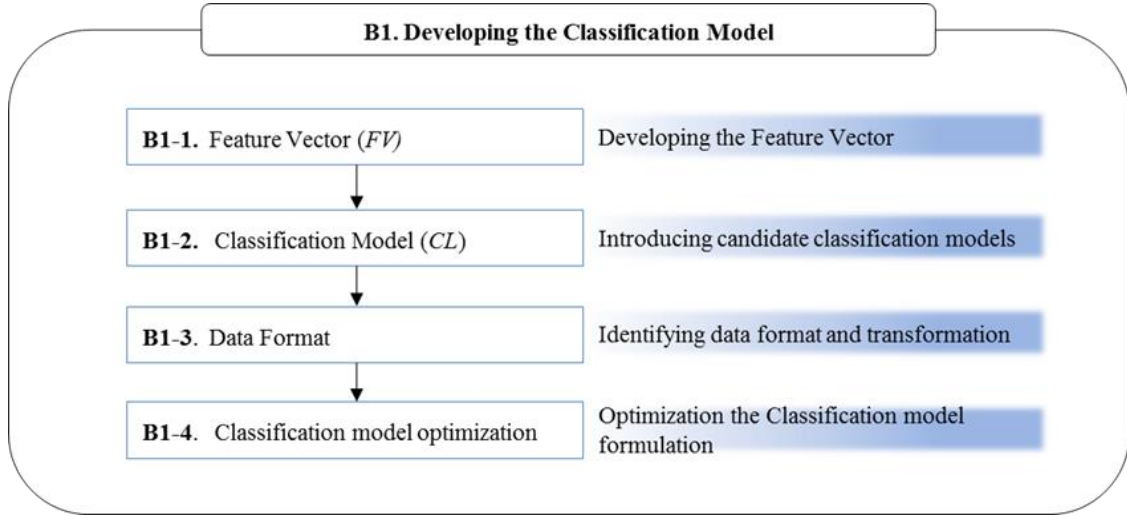 B1. Developing the Classification Model
B1-1. Feature Vector (FV)
Developing the Feature Vector
B1-2. Classification Model (CL)
Introducing candidate classification models
B1-3. Data Format
Identifying data format and transformation
B1-4. Classification model optimization
Optimization the Classification model
formulation